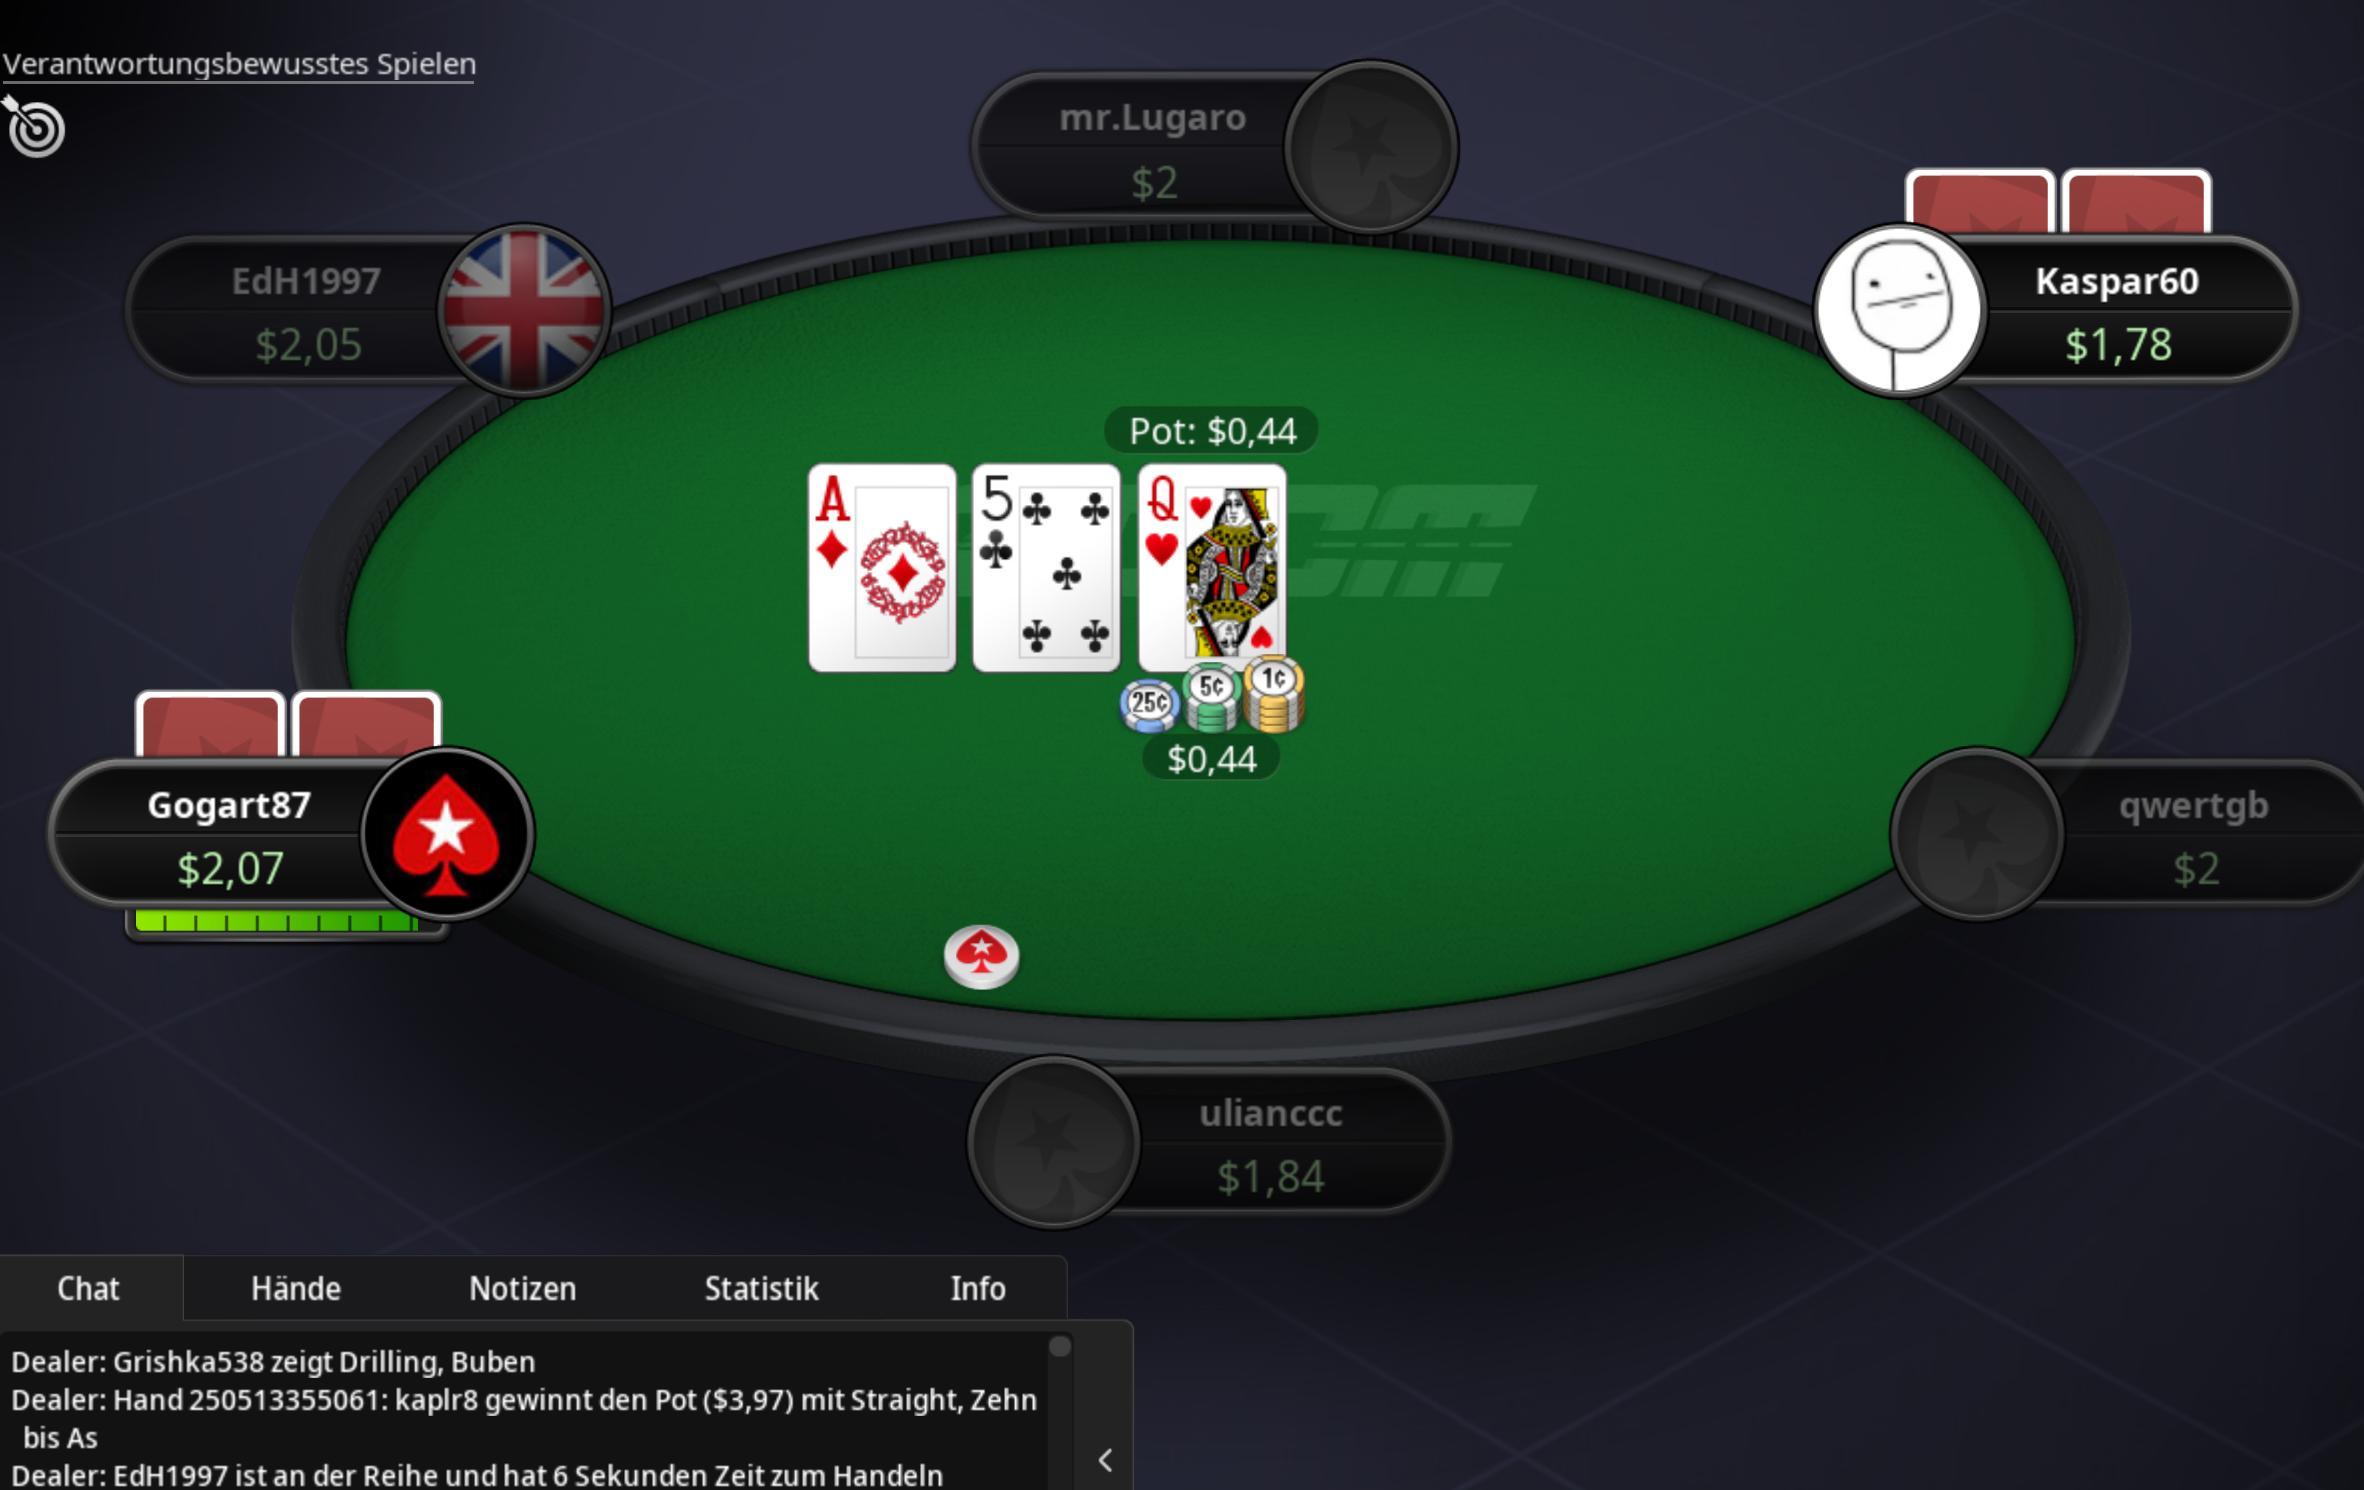 Verantwortungsbewusstes Spielen
mr.Lugaro
$2
EdH1997
$2,05
Kaspar60
$1,78
Pot: $0,44
A
5
Q
25¢ 5¢ 1¢
$0,44
Gogart87
$2,07
qwertgb
$2
ulianccc
$1,84
Chat Hände Notizen Statistik Info
Dealer: Grishka538 zeigt Drilling, Buben
Dealer: Hand 250513355061: kaplr8 gewinnt den Pot ($3,97) mit Straight, Zehn
bis As
Dealer: EdH1997 ist an der Reihe und hat 6 Sekunden Zeit zum Handeln